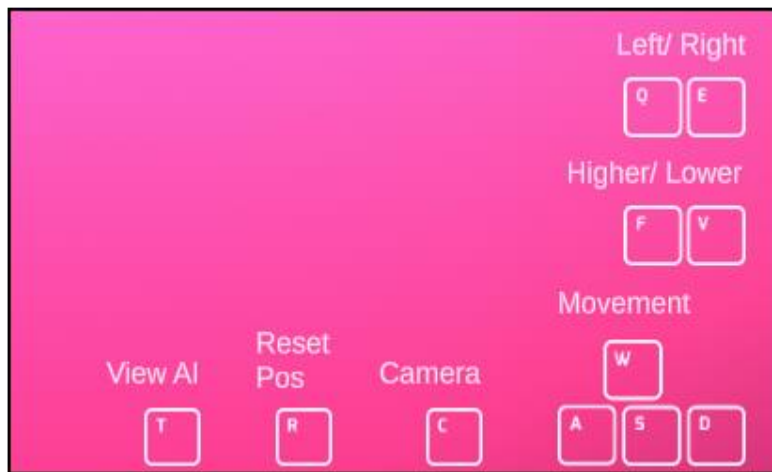 Left/ Right
Q E
Higher/ Lower
F V
Movement
W
A S D
View AI
T
Reset
Pos
R
Camera
C